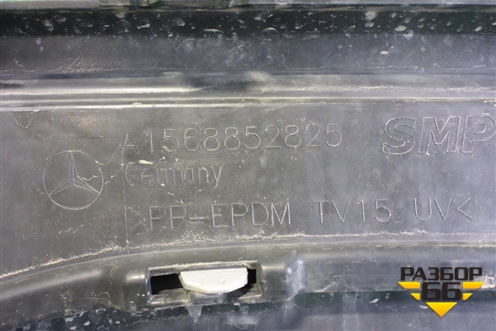 A1568852825 SMP
Germany
>PP-EPDM TV15 UV<
РАЗБОР
66